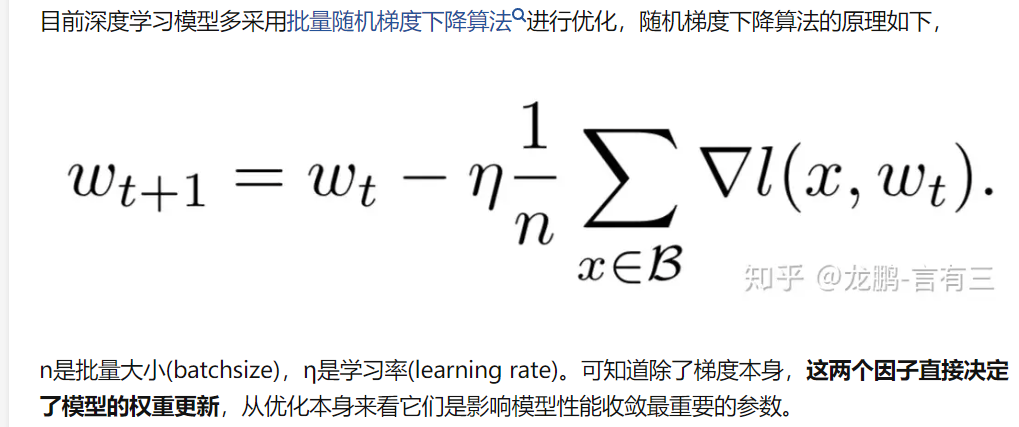 目前深度学习模型多采用批量随机梯度下降算法进行优化，随机梯度下降算法的原理如下，
w_{t+1} = w_t − η \frac{1}{n} \sum_{x∈\mathcal{B}} ∇l(x, w_t).
知乎 @龙鹏-言有三
n是批量大小(batchsize)，η是学习率(learning rate)。可知道除了梯度本身，这两个因子直接决定
了模型的权重更新，从优化本身来看它们是影响模型性能收敛最重要的参数。